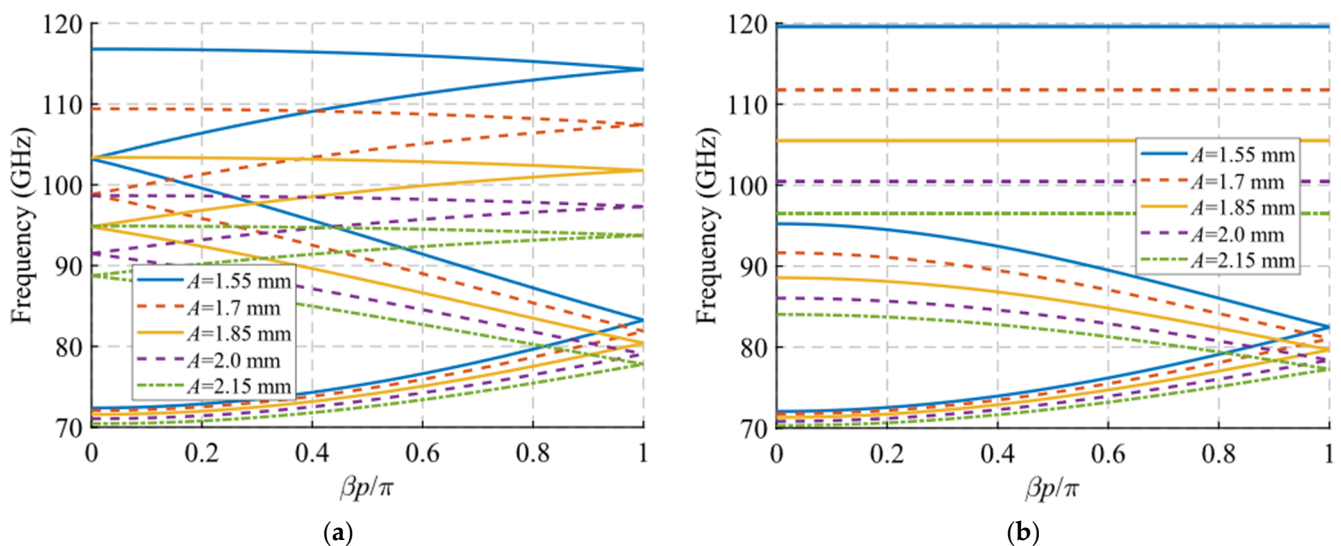 120
110
100
90
80
70
Frequency (GHz)
A=1.55 mm
A=1.7 mm
A=1.85 mm
A=2.0 mm
A=2.15 mm
0
0.2
0.4
0.6
0.8
1
βp/π
(a)
120
110
100
90
80
70
Frequency (GHz)
A=1.55 mm
A=1.7 mm
A=1.85 mm
A=2.0 mm
A=2.15 mm
0
0.2
0.4
0.6
0.8
1
βp/π
(b)